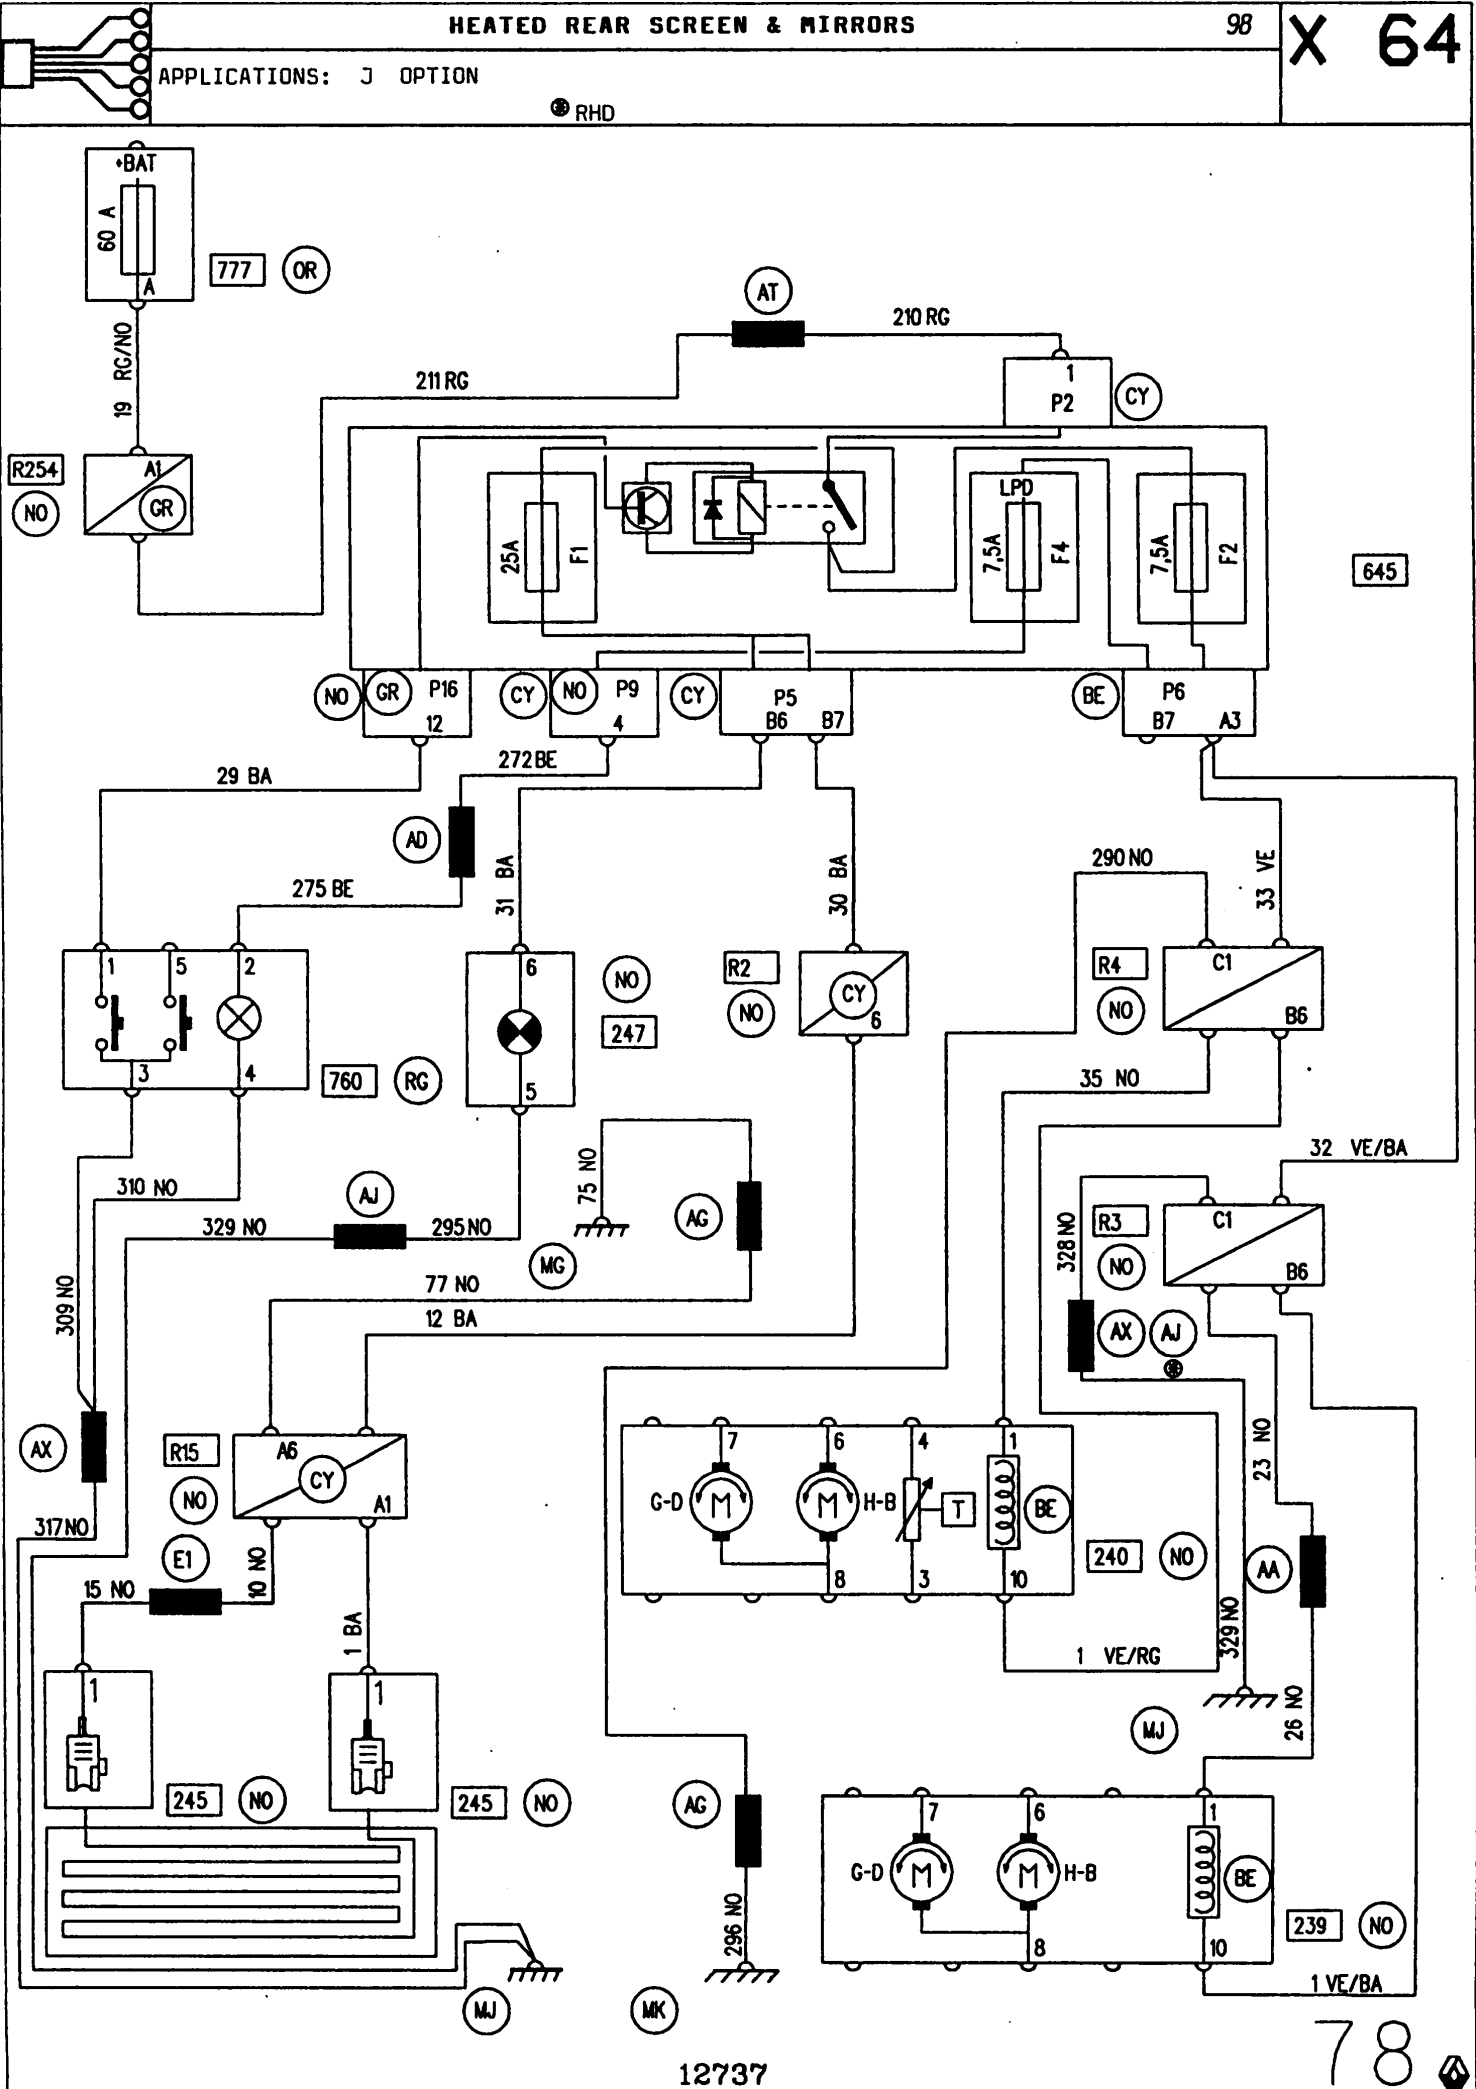 HEATED REAR SCREEN & MIRRORS 98
X 64
APPLICATIONS: J OPTION
RHD
+BAT
60 A
A
777 OR
19 RG/NO
AT
210 RG
211 RG
1
P2
CY
R254
NO
A1
GR
25A
F1
LPD
7,5A
F4
7,5A
F2
645
NO GR P16
12
CY NO P9
4
CY P5
B6 B7
BE P6
B7 A3
29 BA
272 BE
AD
275 BE
31 BA
30 BA
290 NO
33 VE
1 5 2
3 4
760 RG
6
5
NO
247
R2
NO
CY
6
R4
NO
C1
B6
35 NO
32 VE/BA
310 NO
AJ
329 NO
295 NO
75 NO
MG
AG
77 NO
12 BA
309 NO
328 NO
R3
NO
C1
B6
AX AJ
AX
R15
NO
A6
CY
A1
317 NO
E1
15 NO
10 NO
1 BA
7 6 4 1
G-D M M H-B T BE
8 3 10
240 NO
23 NO
AA
1 VE/RG
329 NO
26 NO
MJ
1
245 NO
1
245 NO
AG
296 NO
7 6 1
G-D M M H-B BE
8 10
239 NO
1 VE/BA
MJ
MK
78
12737